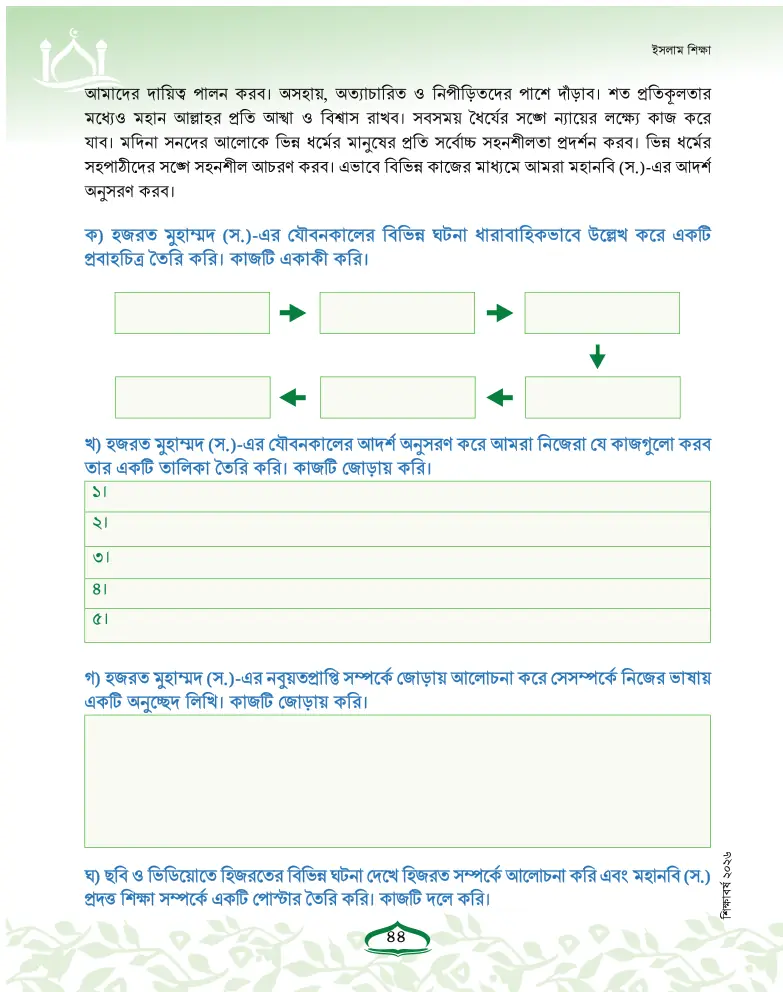 ইসলাম শিক্ষা
আমাদের দায়িত্ব পালন করব। অসহায়, অত্যাচারিত ও নিপীড়িতদের পাশে দাঁড়াব। শত প্রতিকূলতার
মধ্যেও মহান আল্লাহর প্রতি আস্থা ও বিশ্বাস রাখব। সবসময় ধৈর্যের সঙ্গে ন্যায়ের লক্ষ্যে কাজ করে
যাব। মদিনা সনদের আলোকে ভিন্ন ধর্মের মানুষের প্রতি সর্বোচ্চ সহনশীলতা প্রদর্শন করব। ভিন্ন ধর্মের
সহপাঠীদের সঙ্গে সহনশীল আচরণ করব। এভাবে বিভিন্ন কাজের মাধ্যমে আমরা মহানবি (স.)-এর আদর্শ
অনুসরণ করব।
ক) হজরত মুহাম্মদ (স.)-এর যৌবনকালের বিভিন্ন ঘটনা ধারাবাহিকভাবে উল্লেখ করে একটি
প্রবাহচিত্র তৈরি করি। কাজটি একাকী করি।
খ) হজরত মুহাম্মদ (স.)-এর যৌবনকালের আদর্শ অনুসরণ করে আমরা নিজেরা যে কাজগুলো করব
তার একটি তালিকা তৈরি করি। কাজটি জোড়ায় করি।
১।
২।
৩।
৪।
৫।
গ) হজরত মুহাম্মদ (স.)-এর নবুয়তপ্রাপ্তি সম্পর্কে জোড়ায় আলোচনা করে সেসম্পর্কে নিজের ভাষায়
একটি অনুচ্ছেদ লিখি। কাজটি জোড়ায় করি।
ঘ) ছবি ও ভিডিয়োতে হিজরতের বিভিন্ন ঘটনা দেখে হিজরত সম্পর্কে আলোচনা করি এবং মহানবি (স.)
প্রদত্ত শিক্ষা সম্পর্কে একটি পোস্টার তৈরি করি। কাজটি দলে করি।
শিক্ষাবর্ষ ২০২৬
৪৪